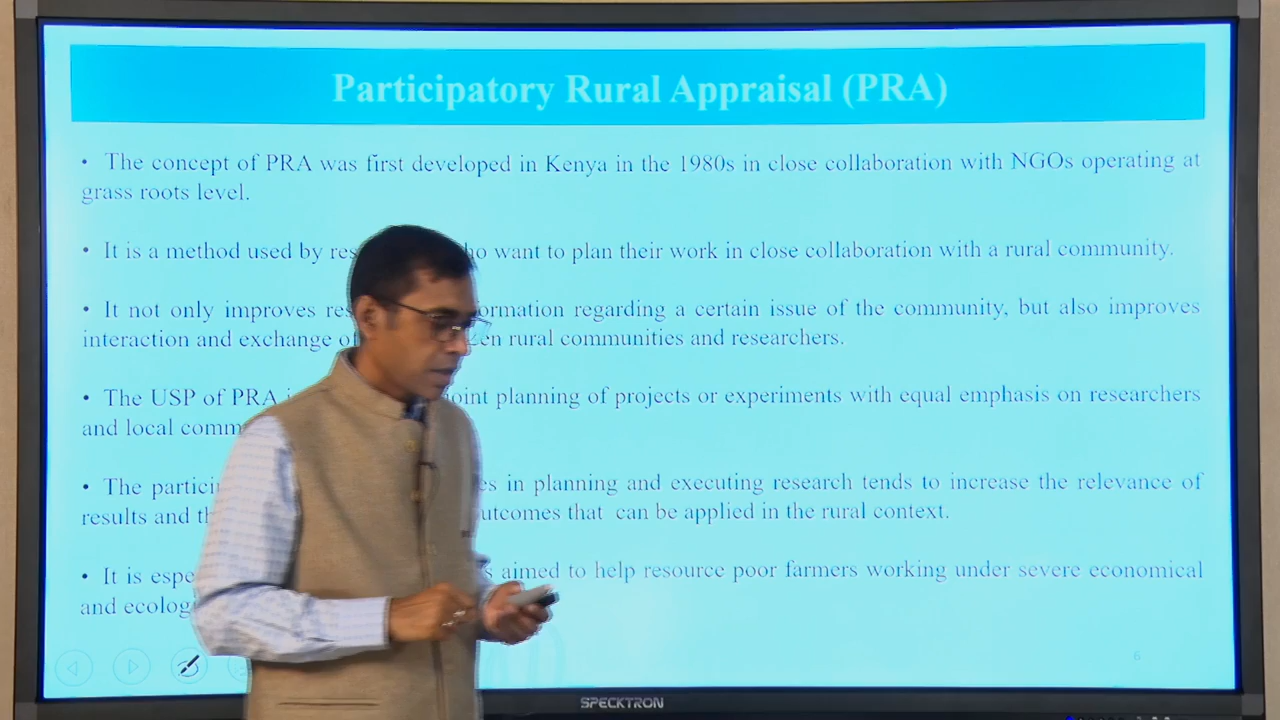 Participatory Rural Appraisal (PRA)
• The concept of PRA was first developed in Kenya in the 1980s in close collaboration with NGOs operating at
grass roots level.
• It is a method used by ho want to plan their work in close collaboration with a rural community.
• It not only improves ormation regarding a certain issue of the community, but also improves
interaction and exchange of rural communities and researchers.
• The USP of PRA joint planning of projects or experiments with equal emphasis on researchers
and local comm
• The partici es in planning and executing research tends to increase the relevance of
results and utcomes that can be applied in the rural context.
• It is espe s aimed to help resource poor farmers working under severe economical
and ecolog
6
SPECKTRON